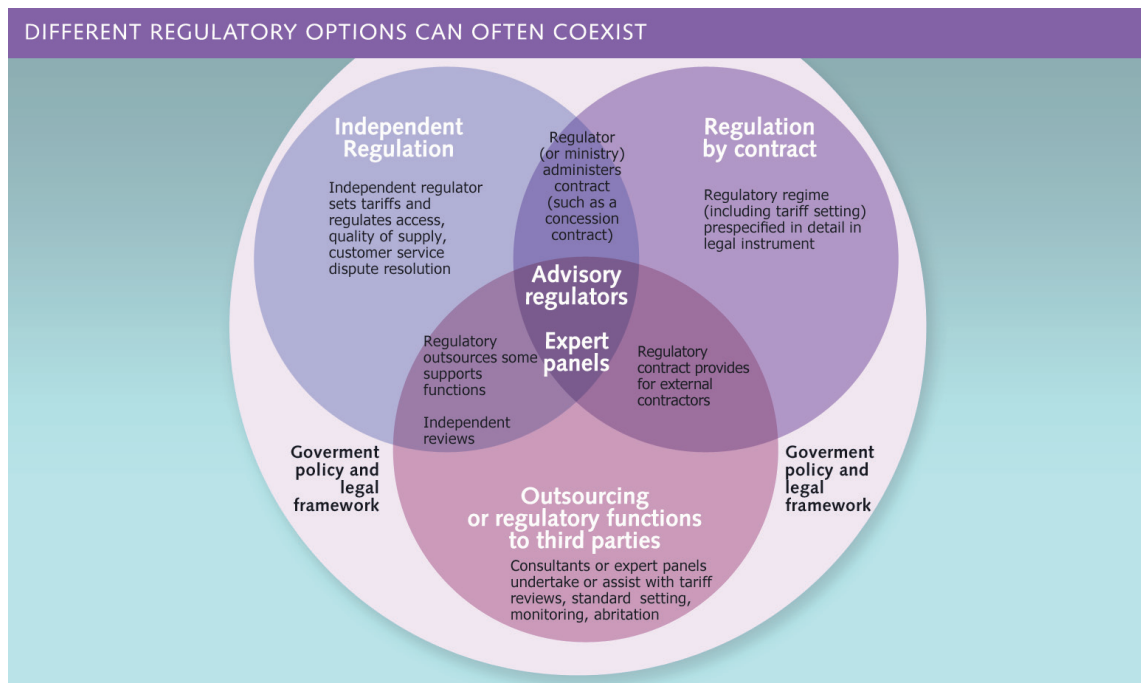 DIFFERENT REGULATORY OPTIONS CAN OFTEN COEXIST
Independent
Regulation
Independent regulator
sets tariffs and
regulates access,
quality of supply,
customer service
dispute resolution
Regulator
(or ministry)
administers
contract
(such as a
concession
contract)
Regulation
by contract
Regulatory regime
(including tariff setting)
prespecified in detail in
legal instrument
Advisory
regulators
Expert
panels
Regulatory
outsources some
supports
functions
Independent
reviews
Regulatory
contract provides
for external
contractors
Goverment
policy and
legal
framework
Goverment
policy and
legal
framework
Outsourcing
or regulatory functions
to third parties
Consultants or expert panels
undertake or assist with tariff
reviews, standard setting,
monitoring, abritation